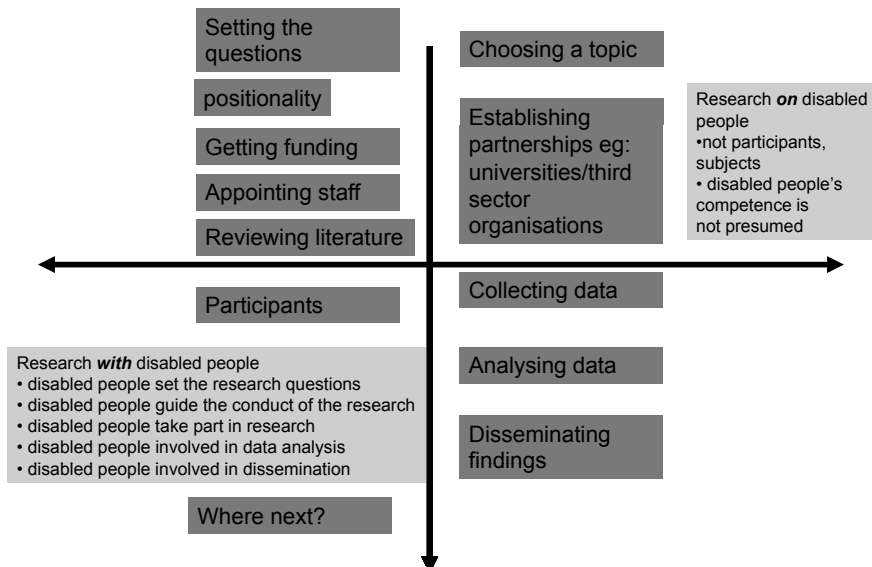 Setting the
questions
positionality
Getting funding
Appointing staff
Reviewing literature
Choosing a topic
Establishing
partnerships eg:
universities/third
sector
organisations
Research on disabled
people
•not participants,
subjects
• disabled people's
competence is
not presumed
Participants
Research with disabled people
• disabled people set the research questions
• disabled people guide the conduct of the research
• disabled people take part in research
• disabled people involved in data analysis
• disabled people involved in dissemination
Where next?
Collecting data
Analysing data
Disseminating
findings